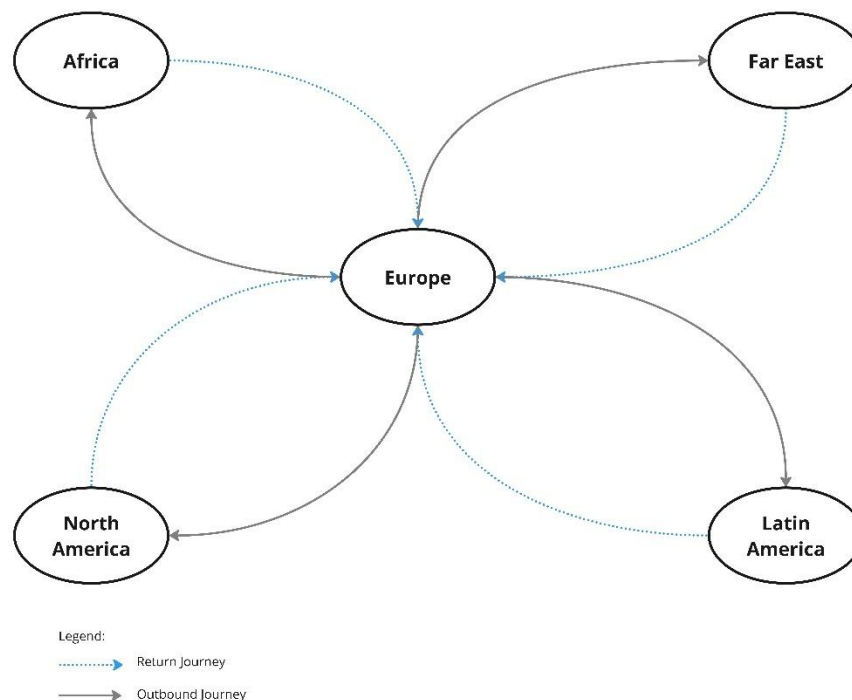 Africa
Far East
Europe
North
America
Latin
America
Legend:
Return Journey
Outbound Journey